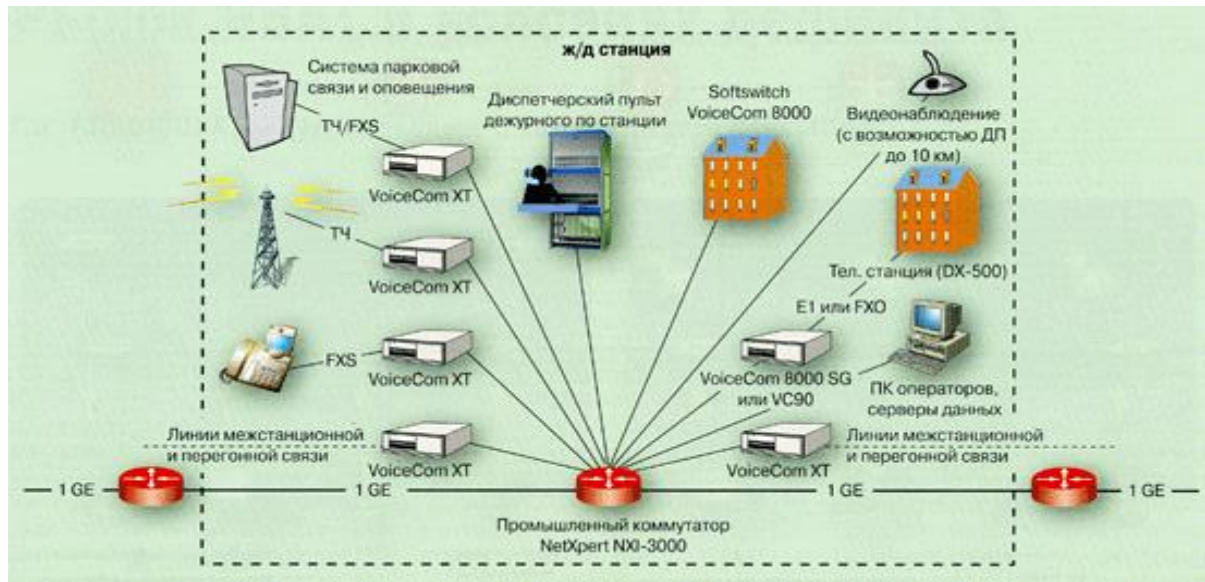 ж/д станция
Система парковой
связи и оповещения
ТЧ/FXS
VoiceCom XT
ТЧ
VoiceCom XT
FXS
VoiceCom XT
Линии межстанционной
и перегонной связи
VoiceCom XT
Диспетчерский пульт
дежурного по станции
Softswitch
VoiceCom 8000
Видеонаблюдение
(с возможностью ДП
до 10 км)
Тел. станция (DX-500)
E1 или FXO
VoiceCom 8000 SG
или VC90
ПК операторов,
серверы данных
VoiceCom XT
Линии межстанционной
и перегонной связи
1 GE
1 GE
1 GE
1 GE
Промышленный коммутатор
NetXpert NXI-3000